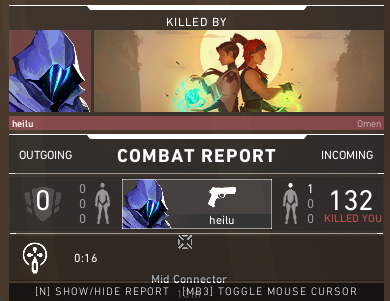 KILLED BY
heilu Omen
OUTGOING COMBAT REPORT INCOMING
0 0 0 0 heilu 1 0 0 132 KILLED YOU
0:16
Mid Connector
[N] SHOW/HIDE REPORT [MB3] TOGGLE MOUSE CURSOR